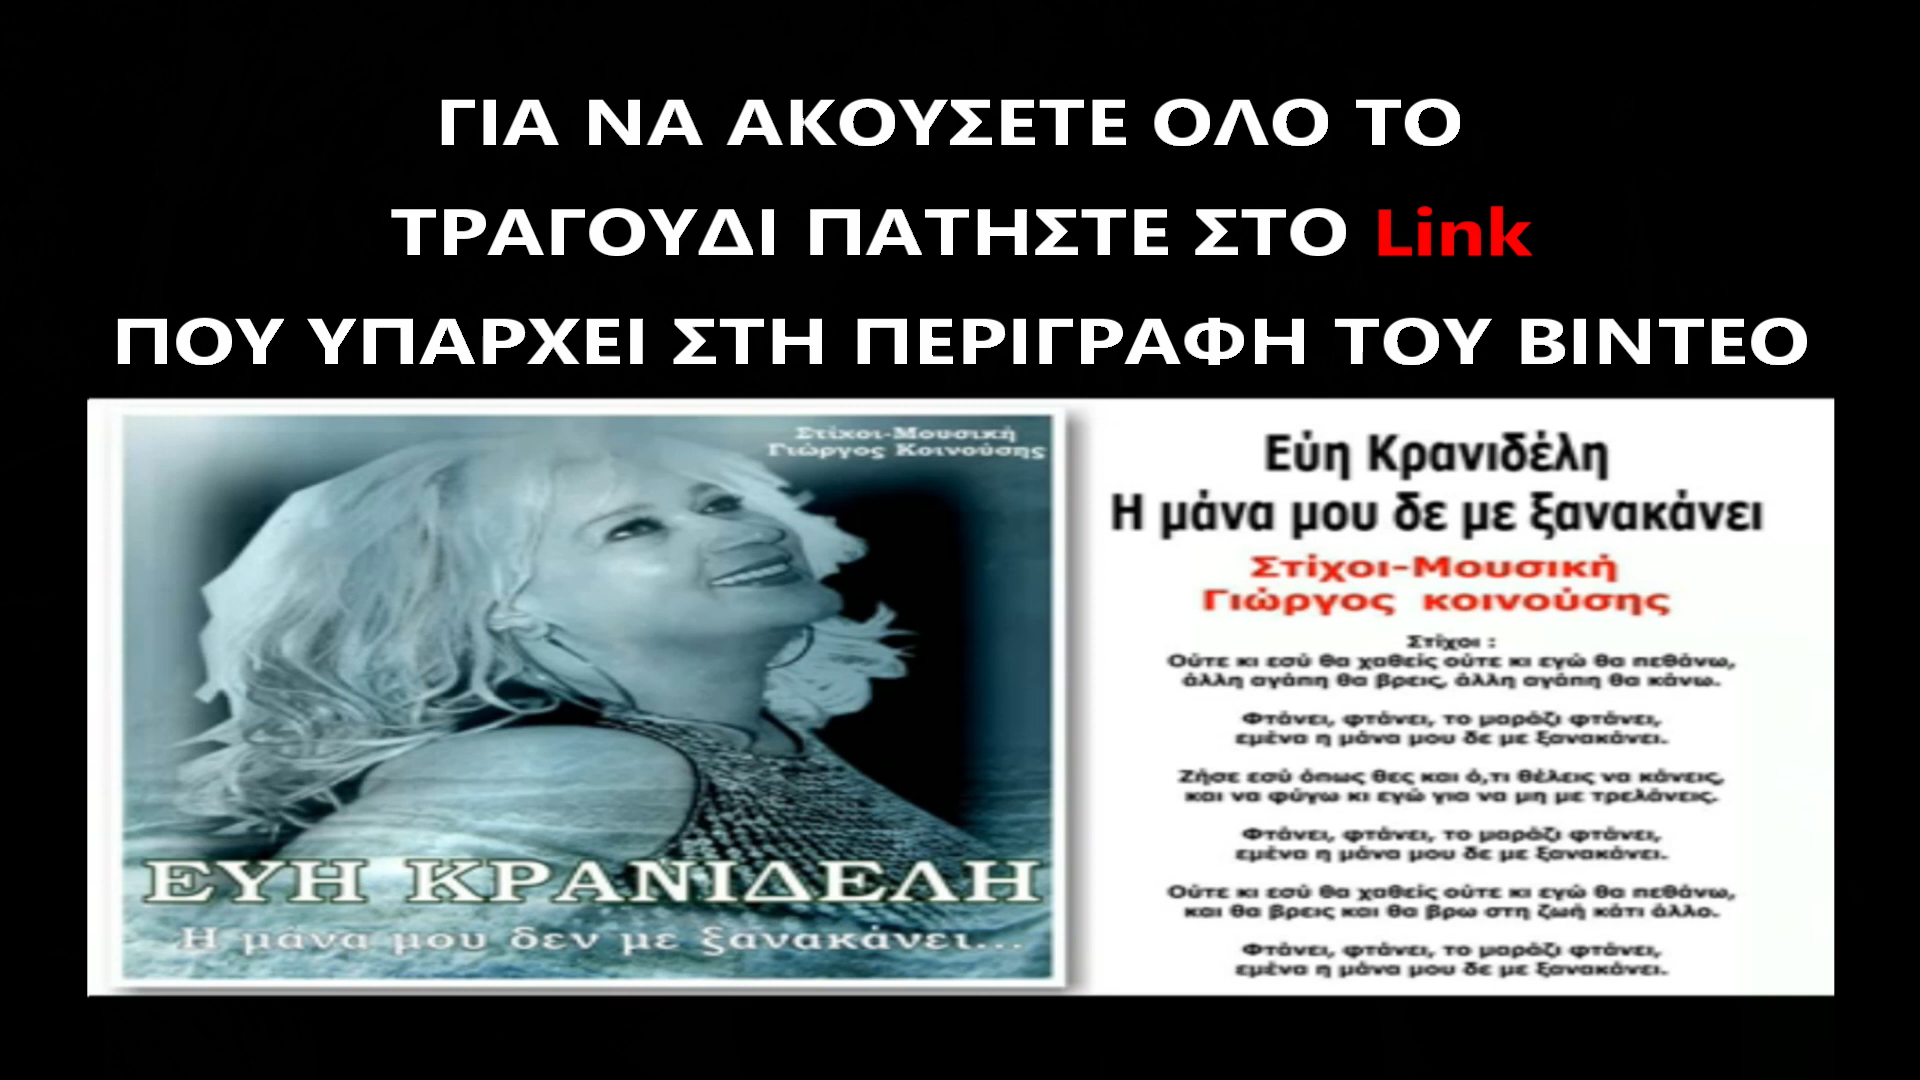 ΓΙΑ ΝΑ ΑΚΟΥΣΕΤΕ ΟΛΟ ΤΟ
ΤΡΑΓΟΥΔΙ ΠΑΤΗΣΤΕ ΣΤΟ Link
ΠΟΥ ΥΠΑΡΧΕΙ ΣΤΗ ΠΕΡΙΓΡΑΦΗ ΤΟΥ ΒΙΝΤΕΟ
Στίχοι-Μουσική
Γιώργος Κοινούσης
ΕΥΗ ΚΡΑΝΙΔΕΛΗ
Η μάνα μου δεν με ξανακάνει...
Εύη Κρανιδέλη
Η μάνα μου δε με ξανακάνει
Στίχοι-Μουσική
Γιώργος κοινούσης
Στίχοι :
Ούτε κι εσύ θα χαθείς ούτε κι εγώ θα πεθάνω,
άλλη αγάπη θα βρεις, άλλη αγάπη θα κάνω.
Φτάνει, φτάνει, το μαράζι φτάνει,
εμένα η μάνα μου δε με ξανακάνει.
Ζήσε εσύ όπως θες και ό,τι θέλεις να κάνεις,
και να φύγω κι εγώ για να μη με τρελάνεις.
Φτάνει, φτάνει, το μαράζι φτάνει,
εμένα η μάνα μου δε με ξανακάνει.
Ούτε κι εσύ θα χαθείς ούτε κι εγώ θα πεθάνω,
και θα βρεις και θα βρω στη ζωή κάτι άλλο.
Φτάνει, φτάνει, το μαράζι φτάνει,
εμένα η μάνα μου δε με ξανακάνει.